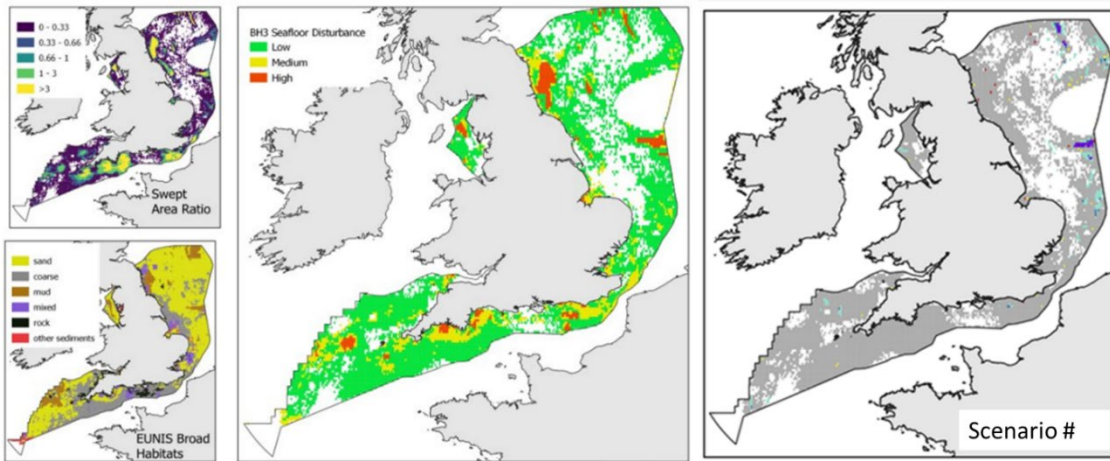 0 - 0.33
0.33 - 0.66
0.66 - 1
1 - 3
>3
Swept
Area Ratio
sand
coarse
mud
mixed
rock
other sediments
EUNIS Broad
Habitats
BH3 Seafloor Disturbance
Low
Medium
High
Scenario #